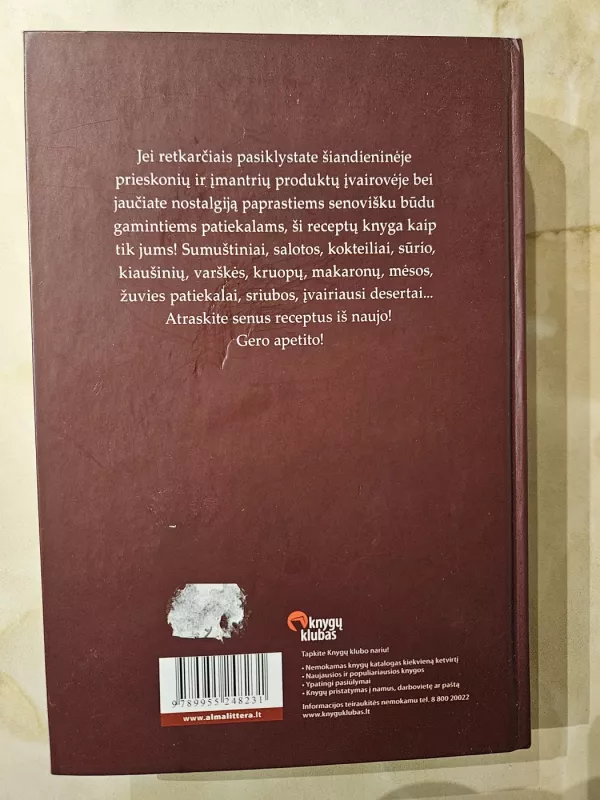 Jei retkarčiais pasiklystate šiandieninėje
prieskonių ir įmantrių produktų įvairovėje bei
jaučiate nostalgiją paprastiems senovišku būdu
gamintiems patiekalams, ši receptų knyga kaip
tik jums! Sumuštiniai, salotos, kokteiliai, sūrio,
kiaušinių, varškės, kruopų, makaronų, mėsos,
žuvies patiekalai, sriubos, įvairiausi desertai...
Atraskite senus receptus iš naujo!
Gero apetito!
knygų
klubas
Tapkite Knygų klubo nariu!
• Nemokamas knygų katalogas kiekvieną ketvirtį
• Naujausios ir populiariausios knygos
• Ypatingi pasiūlymai
• Knygų pristatymas į namus, darbovietę ar paštą
Informacijos teiraukitės nemokamu tel. 8 800 20022
www.knyguklubas.lt
9 789955 248231
www.almalittera.lt